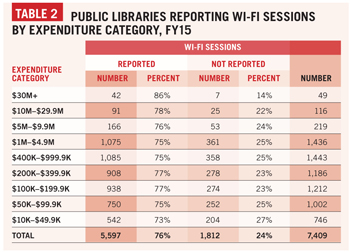 TABLE 2 PUBLIC LIBRARIES REPORTING WI-FI SESSIONS
BY EXPENDITURE CATEGORY, FY15
WI-FI SESSIONS
REPORTED NOT REPORTED
EXPENDITURE CATEGORY NUMBER PERCENT NUMBER PERCENT NUMBER
$30M+ 42 86% 7 14% 49
$10M–$29.9M 91 78% 25 22% 116
$5M–$9.9M 166 76% 53 24% 219
$1M–$4.9M 1,075 75% 361 25% 1,436
$400K–$999.9K 1,085 75% 358 25% 1,443
$200K–$399.9K 908 77% 278 23% 1,186
$100K–$199.9K 938 77% 274 23% 1,212
$50K–$99.9K 750 75% 252 25% 1,002
$10K–$49.9K 542 73% 204 27% 746
TOTAL 5,597 76% 1,812 24% 7,409